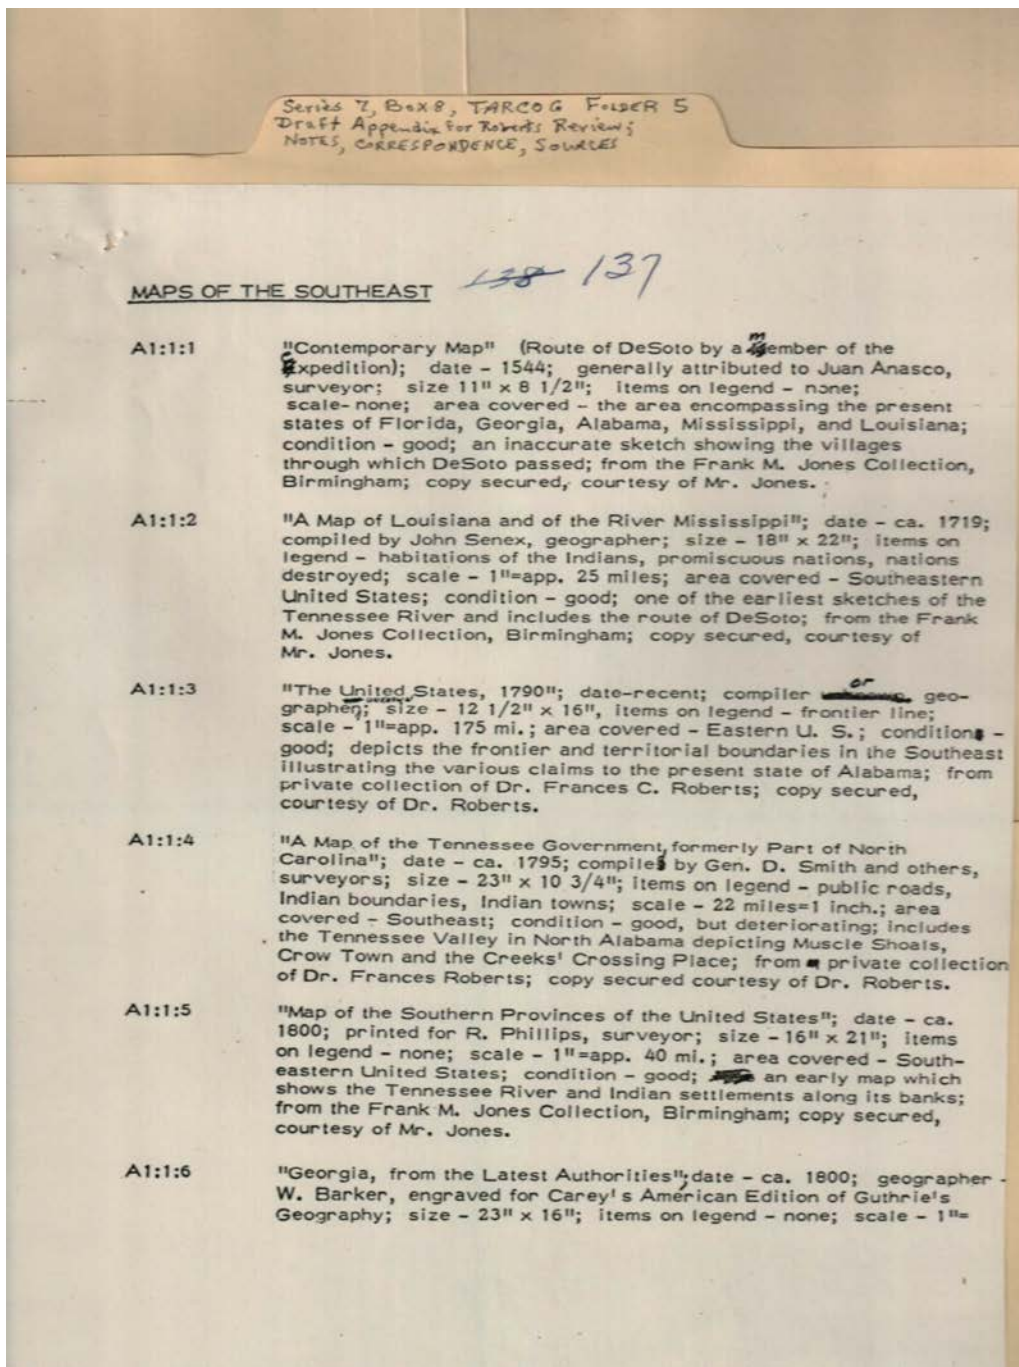 Series 7, Box 8, TARCOG FOLDER 5
Draft Appendix for Roberts Review;
NOTES, CORRESPONDENCE, SOURCES
MAPS OF THE SOUTHEAST 138 137
A1:1:1 "Contemporary Map" (Route of DeSoto by a member of the
Expedition); date - 1544; generally attributed to Juan Anasco,
surveyor; size 11" x 8 1/2"; items on legend - none;
scale- none; area covered - the area encompassing the present
states of Florida, Georgia, Alabama, Mississippi, and Louisiana;
condition - good; an inaccurate sketch showing the villages
through which DeSoto passed; from the Frank M. Jones Collection,
Birmingham; copy secured, courtesy of Mr. Jones.
A1:1:2 "A Map of Louisiana and of the River Mississippi"; date - ca. 1719;
compiled by John Senex, geographer; size - 18" x 22"; items on
legend - habitations of the Indians, promiscuous nations, nations
destroyed; scale - 1"=app. 25 miles; area covered - Southeastern
United States; condition - good; one of the earliest sketches of the
Tennessee River and includes the route of DeSoto; from the Frank
M. Jones Collection, Birmingham; copy secured, courtesy of
Mr. Jones.
A1:1:3 "The United States, 1790"; date-recent; compiler or geo-
grapher; size - 12 1/2" x 16", items on legend - frontier line;
scale - 1"=app. 175 mi.; area covered - Eastern U. S.; condition -
good; depicts the frontier and territorial boundaries in the Southeast
illustrating the various claims to the present state of Alabama; from
private collection of Dr. Frances C. Roberts; copy secured,
courtesy of Dr. Roberts.
A1:1:4 "A Map of the Tennessee Government, formerly Part of North
Carolina"; date - ca. 1795; compiled by Gen. D. Smith and others,
surveyors; size - 23" x 10 3/4"; items on legend - public roads,
Indian boundaries, Indian towns; scale - 22 miles=1 inch.; area
covered - Southeast; condition - good, but deteriorating; includes
the Tennessee Valley in North Alabama depicting Muscle Shoals,
Crow Town and the Creeks' Crossing Place; from private collection
of Dr. Frances Roberts; copy secured courtesy of Dr. Roberts.
A1:1:5 "Map of the Southern Provinces of the United States"; date - ca.
1800; printed for R. Phillips, surveyor; size - 16" x 21"; items
on legend - none; scale - 1"=app. 40 mi.; area covered - South-
eastern United States; condition - good; an early map which
shows the Tennessee River and Indian settlements along its banks;
from the Frank M. Jones Collection, Birmingham; copy secured,
courtesy of Mr. Jones.
A1:1:6 "Georgia, from the Latest Authorities"; date - ca. 1800; geographer -
W. Barker, engraved for Carey's American Edition of Guthrie's
Geography; size - 23" x 16"; items on legend - none; scale - 1"=